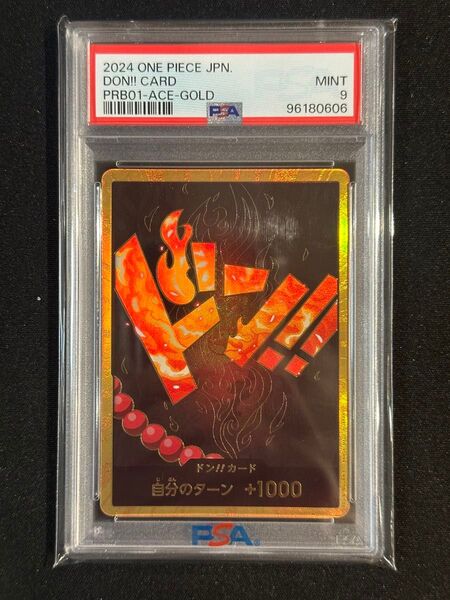 2024 ONE PIECE JPN.
DON!! CARD MINT
PRB01-ACE-GOLD 9
PSA 96180606
ドン!!
ドン!!カード
自分のターン +1000
PSA